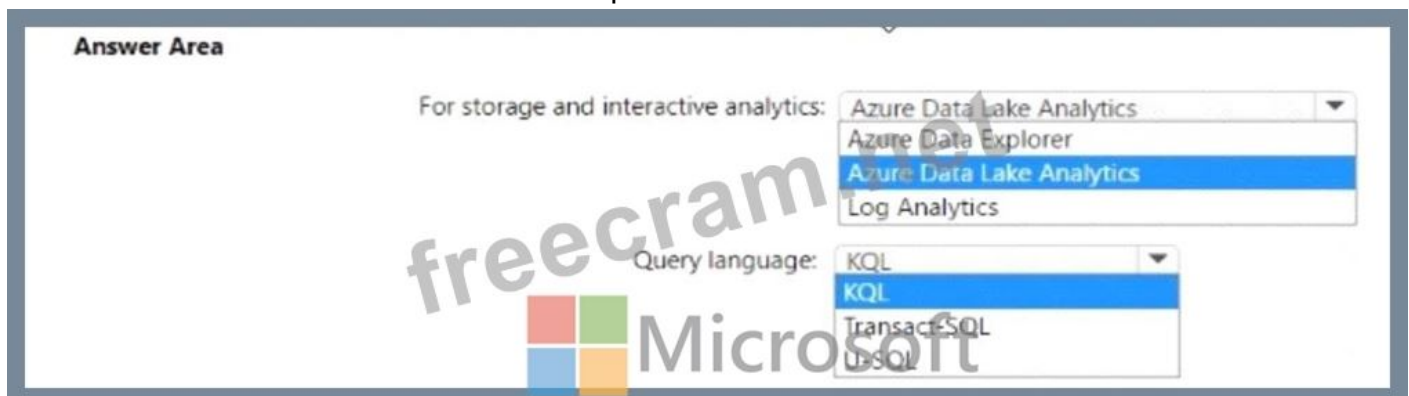 Answer Area
For storage and interactive analytics: Azure Data Lake Analytics
Azure Data Explorer
Azure Data Lake Analytics
Log Analytics
Query language: KQL
KQL
Transact-SQL
U-SQL
freecram.net
Microsoft